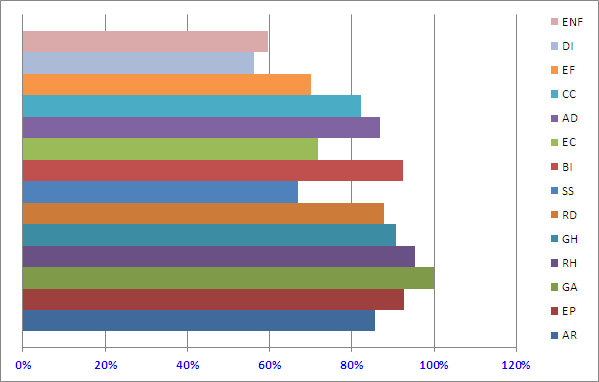 ENF
DI
EF
CC
AD
EC
BI
SS
RD
GH
RH
GA
EP
AR
0% 20% 40% 60% 80% 100% 120%